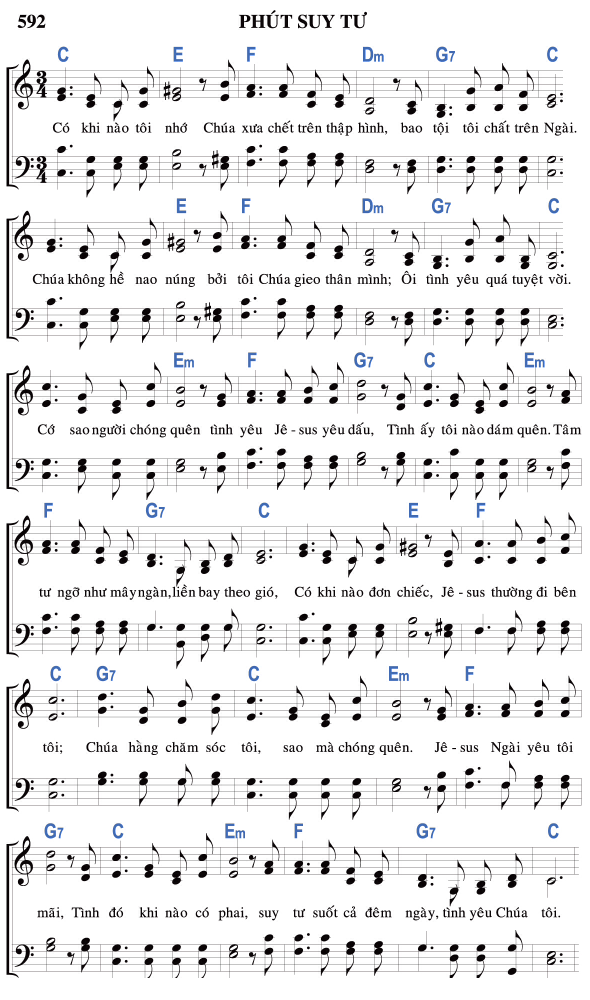 592 PHÚT SUY TƯ
C E F Dm G7 C
3 4
Có khi nào tôi nhớ Chúa xưa chết trên thập hình, bao tội tôi chất trên Ngài.
3 4
E F Dm G7 C
Chúa không hề nao núng bởi tôi Chúa gieo thân mình; Ôi tình yêu quá tuyệt vời.
Em F G7 C Em
Cớ sao người chóng quên tình yêu Jê - sus yêu dấu, Tình ấy tôi nào dám quên. Tâm
F G7 C E F
tư ngỡ như mây ngàn, liền bay theo gió, Có khi nào đơn chiếc, Jê - sus thường đi bên
C G7 C Em F
tôi; Chúa hằng chăm sóc tôi, sao mà chóng quên. Jê - sus Ngài yêu tôi
G7 C Em F G7 C
mãi, Tình đó khi nào có phai, suy tư suốt cả đêm ngày, tình yêu Chúa tôi.